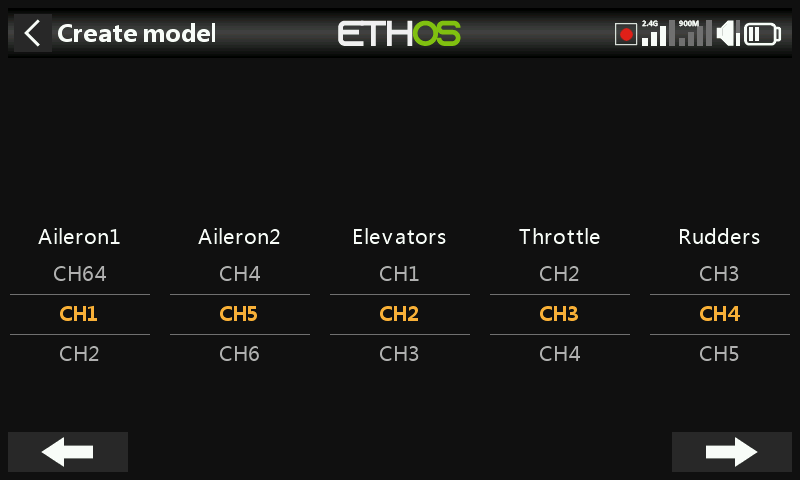 Create model
ETHOS
2.4G
900M
Aileron1 Aileron2 Elevators Throttle Rudders
CH64 CH4 CH1 CH2 CH3
CH1 CH5 CH2 CH3 CH4
CH2 CH6 CH3 CH4 CH5